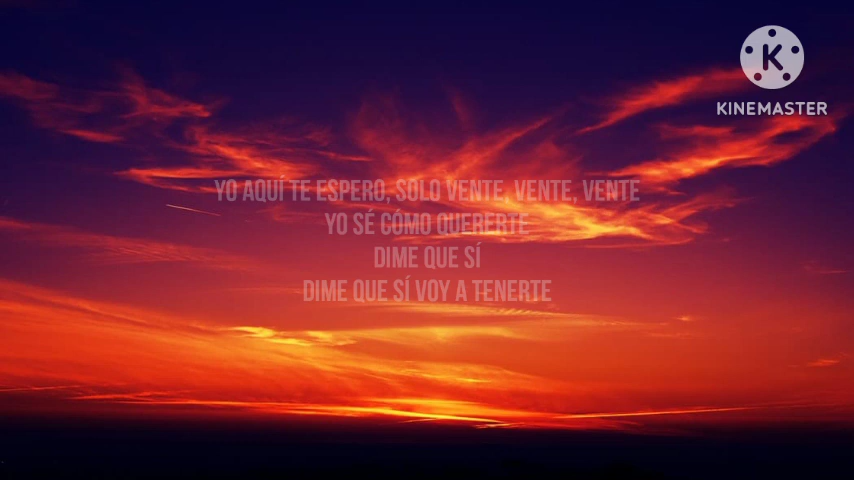 KINEMASTER
YO AQUÍ TE ESPERO, SOLO VENTE, VENTE, VENTE
YO SÉ CÓMO QUERERTE
DIME QUE SÍ
DIME QUE SÍ VOY A TENERTE